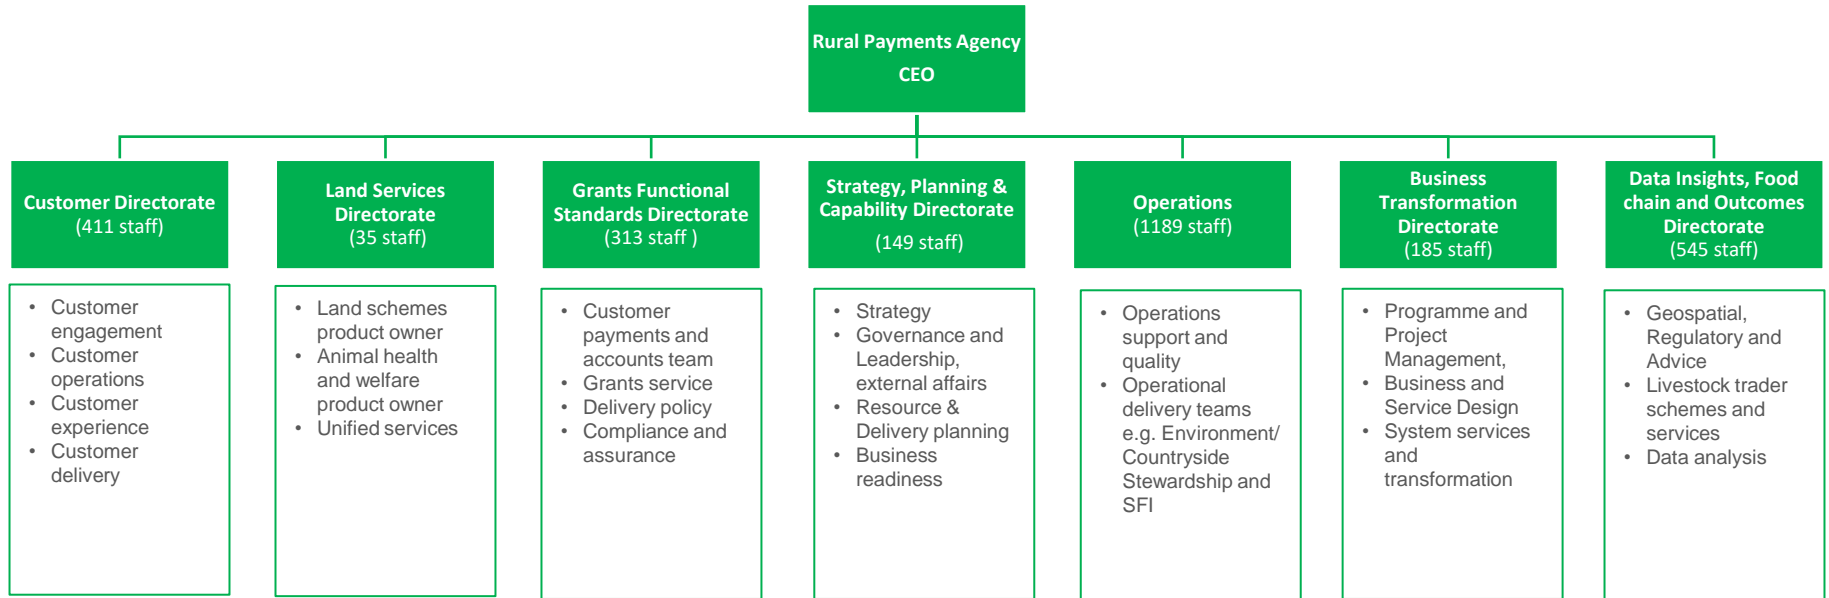 Rural Payments Agency
CEO
Customer Directorate
(411 staff)
Land Services
Directorate
(35 staff)
Grants Functional
Standards Directorate
(313 staff )
Strategy, Planning &
Capability Directorate
(149 staff)
Operations
(1189 staff)
Business
Transformation
Directorate
(185 staff)
Data Insights, Food
chain and Outcomes
Directorate
(545 staff)
• Customer
engagement
• Customer
operations
• Customer
experience
• Customer
delivery
• Land schemes
product owner
• Animal health
and welfare
product owner
• Unified services
• Customer
payments and
accounts team
• Grants service
• Delivery policy
• Compliance and
assurance
• Strategy
• Governance and
Leadership,
external affairs
• Resource &
Delivery planning
• Business
readiness
• Operations
support and
quality
• Operational
delivery teams
e.g. Environment/
Countryside
Stewardship and
SFI
• Programme and
Project
Management,
• Business and
Service Design
• System services
and
transformation
• Geospatial,
Regulatory and
Advice
• Livestock trader
schemes and
services
• Data analysis